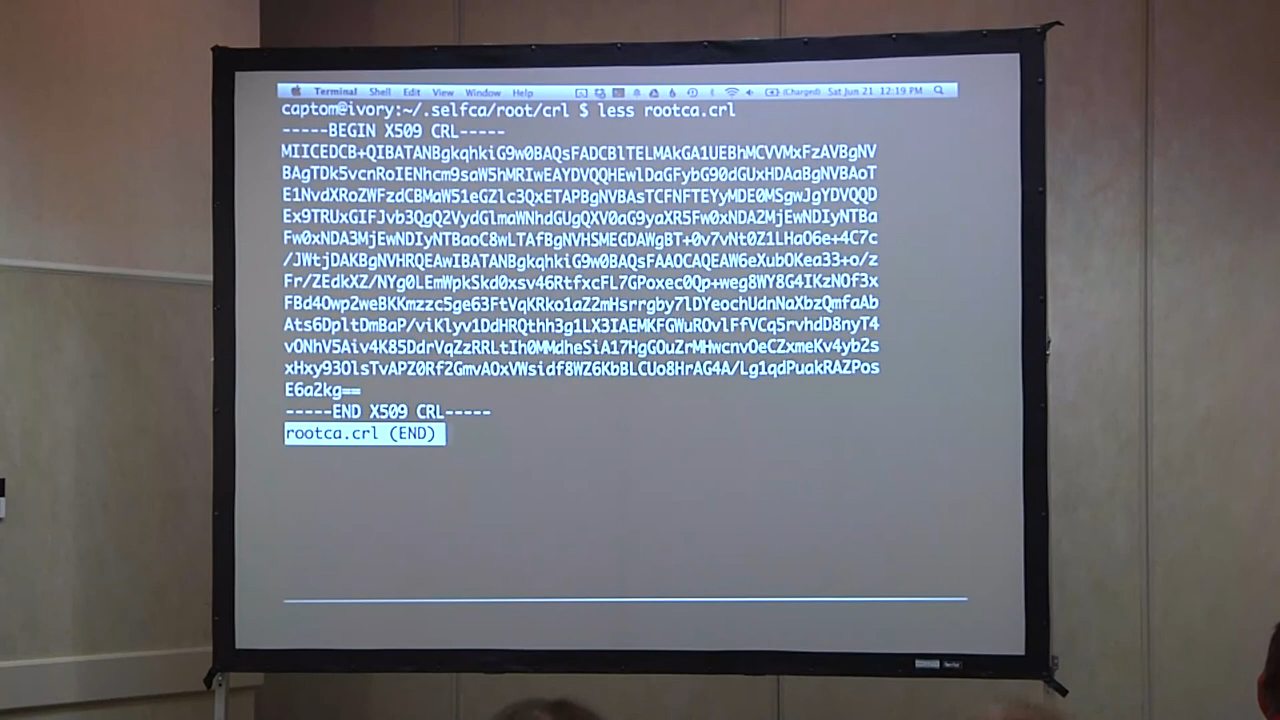 Terminal Shell Edit View Window Help (Charged) Sat Jun 21 12:19 PM
captom@ivory:~/.selfca/root/crl $ less rootca.crl
-----BEGIN X509 CRL-----
MIICEDCB+QIBATANBgkqhkiG9w0BAQsFADCBlTELMAkGA1UEBhMCVVMxFzAVBgNV
BAgTDk5vcnRoIENhcm9saW5hMRIwEAYDVQQHEwlDaGFybG90dGUxHDAaBgNVBAoT
E1NvdXRoZWFzdCBMaW51eGZlc3QxETAPBgNVBAsTCFNFTEYyMDE0MSgwJgYDVQQD
Ex9TRUxGIFJvb3QgQ2VydGlmaWNhdGUgQXV0aG9yaXR5Fw0xNDA2MjEwNDIyNTBa
Fw0xNDA3MjEwNDIyNTBaoC8wLTAfBgNVHSMEGDAWgBT+0v7vNt0Z1LHaO6e+4C7c
/JWtjDAKBgNVHRQEAwIBATANBgkqhkiG9w0BAQsFAAOCAQEAW6eXubOKea33+o/z
Fr/ZEdkXZ/NYg0LEmWpkSkd0xsv46RtfxcFL7GPoxec0Qp+weg8WY8G4IKzNOf3x
FBd4Owp2weBKKmzzc5ge63FtVqKRko1aZ2mHsrrgby7lDYeochUdnNaXbzQmfaAb
Ats6DpltDmBaP/viKlyv1DdHRQthh3g1LX3IAEMKFGWuROvlFfVCq5rvhdD8nyT4
vONhV5Aiv4K85DdrVqZzRRLtIh0MMdheSiA17HgGOuZrMHwcnvOeCZxmeKv4yb2s
xHxy93OlsTvAPZ0Rf2GmvAOxVWsidf8WZ6KbBLCUo8HrAG4A/Lg1qdPuakRAZPos
E6a2kg==
-----END X509 CRL-----
rootca.crl (END)